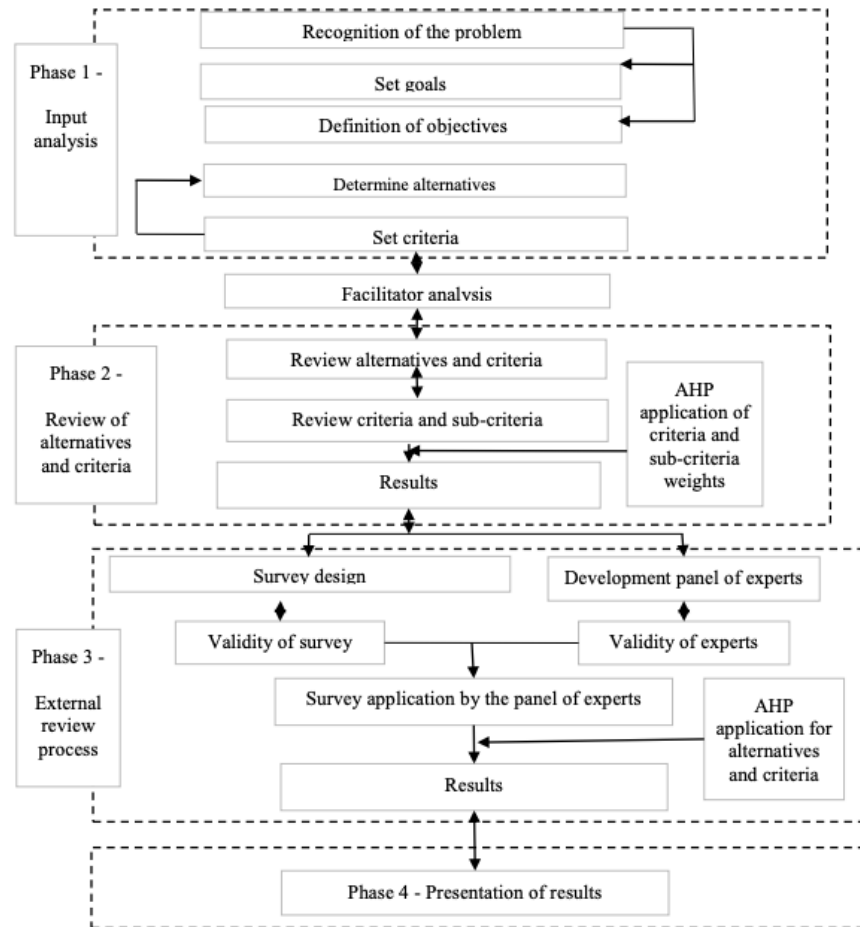 Recognition of the problem
Phase 1 -
Set goals
Input
analysis
Definition of objectives
Determine alternatives
Set criteria
Facilitator analysis
Phase 2 -
Review of
alternatives
and criteria
Review alternatives and criteria
Review criteria and sub-criteria
AHP
application of
criteria and
sub-criteria
weights
Results
Survey design
Development panel of experts
Phase 3 -
External
review
process
Validity of survey
Validity of experts
Survey application by the panel of experts
AHP
application for
alternatives
and criteria
Results
Phase 4 - Presentation of results